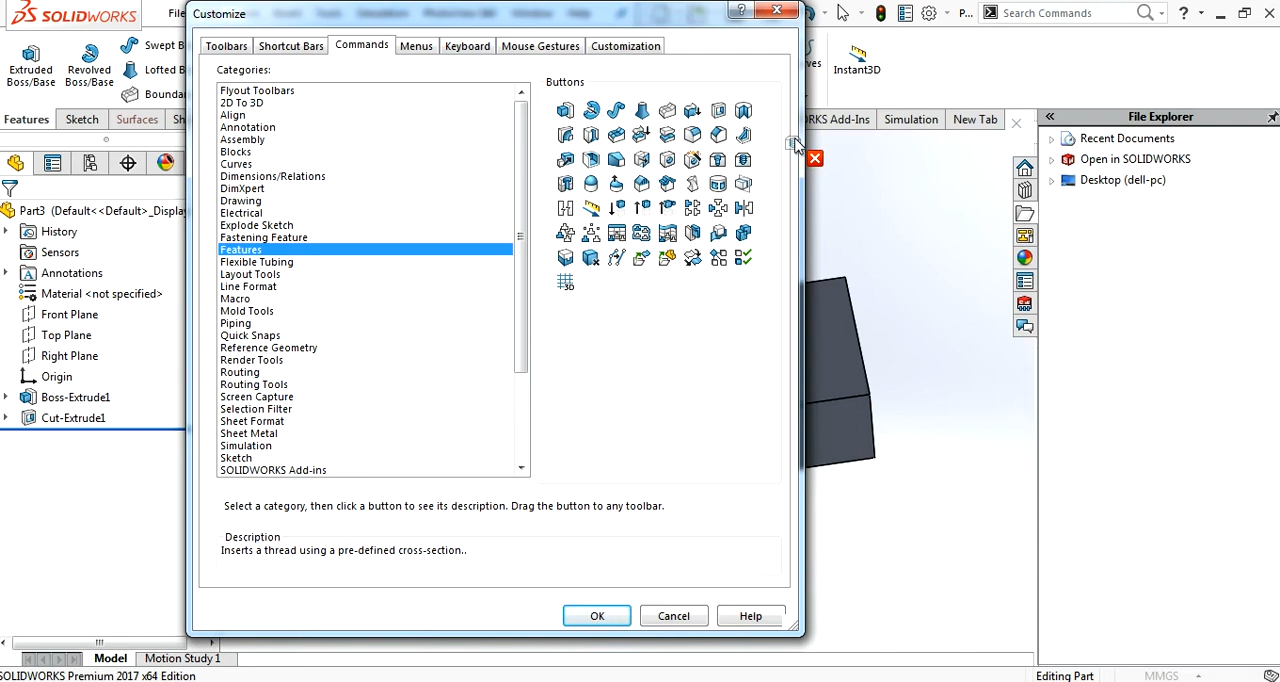 SOLIDWORKS
File
Customize
P...
Search Commands
?
Extruded
Boss/Base
Revolved
Boss/Base
Swept B
Lofted B
Boundar
Instant3D
Features
Sketch
Surfaces
Sh
RKS Add-Ins
Simulation
New Tab
Toolbars
Shortcut Bars
Commands
Menus
Keyboard
Mouse Gestures
Customization
Categories:
Flyout Toolbars
2D To 3D
Align
Annotation
Assembly
Blocks
Curves
Dimensions/Relations
DimXpert
Drawing
Electrical
Explode Sketch
Fastening Feature
Features
Flexible Tubing
Layout Tools
Line Format
Macro
Mold Tools
Piping
Quick Snaps
Reference Geometry
Render Tools
Routing
Routing Tools
Screen Capture
Selection Filter
Sheet Format
Sheet Metal
Simulation
Sketch
SOLIDWORKS Add-ins
Buttons
3D
Select a category, then click a button to see its description. Drag the button to any toolbar.
Description
Inserts a thread using a pre-defined cross-section..
OK
Cancel
Help
Part3 (Default<<Default>_Display
History
Sensors
Annotations
Material <not specified>
Front Plane
Top Plane
Right Plane
Origin
Boss-Extrude1
Cut-Extrude1
File Explorer
Recent Documents
Open in SOLIDWORKS
Desktop (dell-pc)
Model
Motion Study 1
SOLIDWORKS Premium 2017 x64 Edition
Editing Part
MMGS